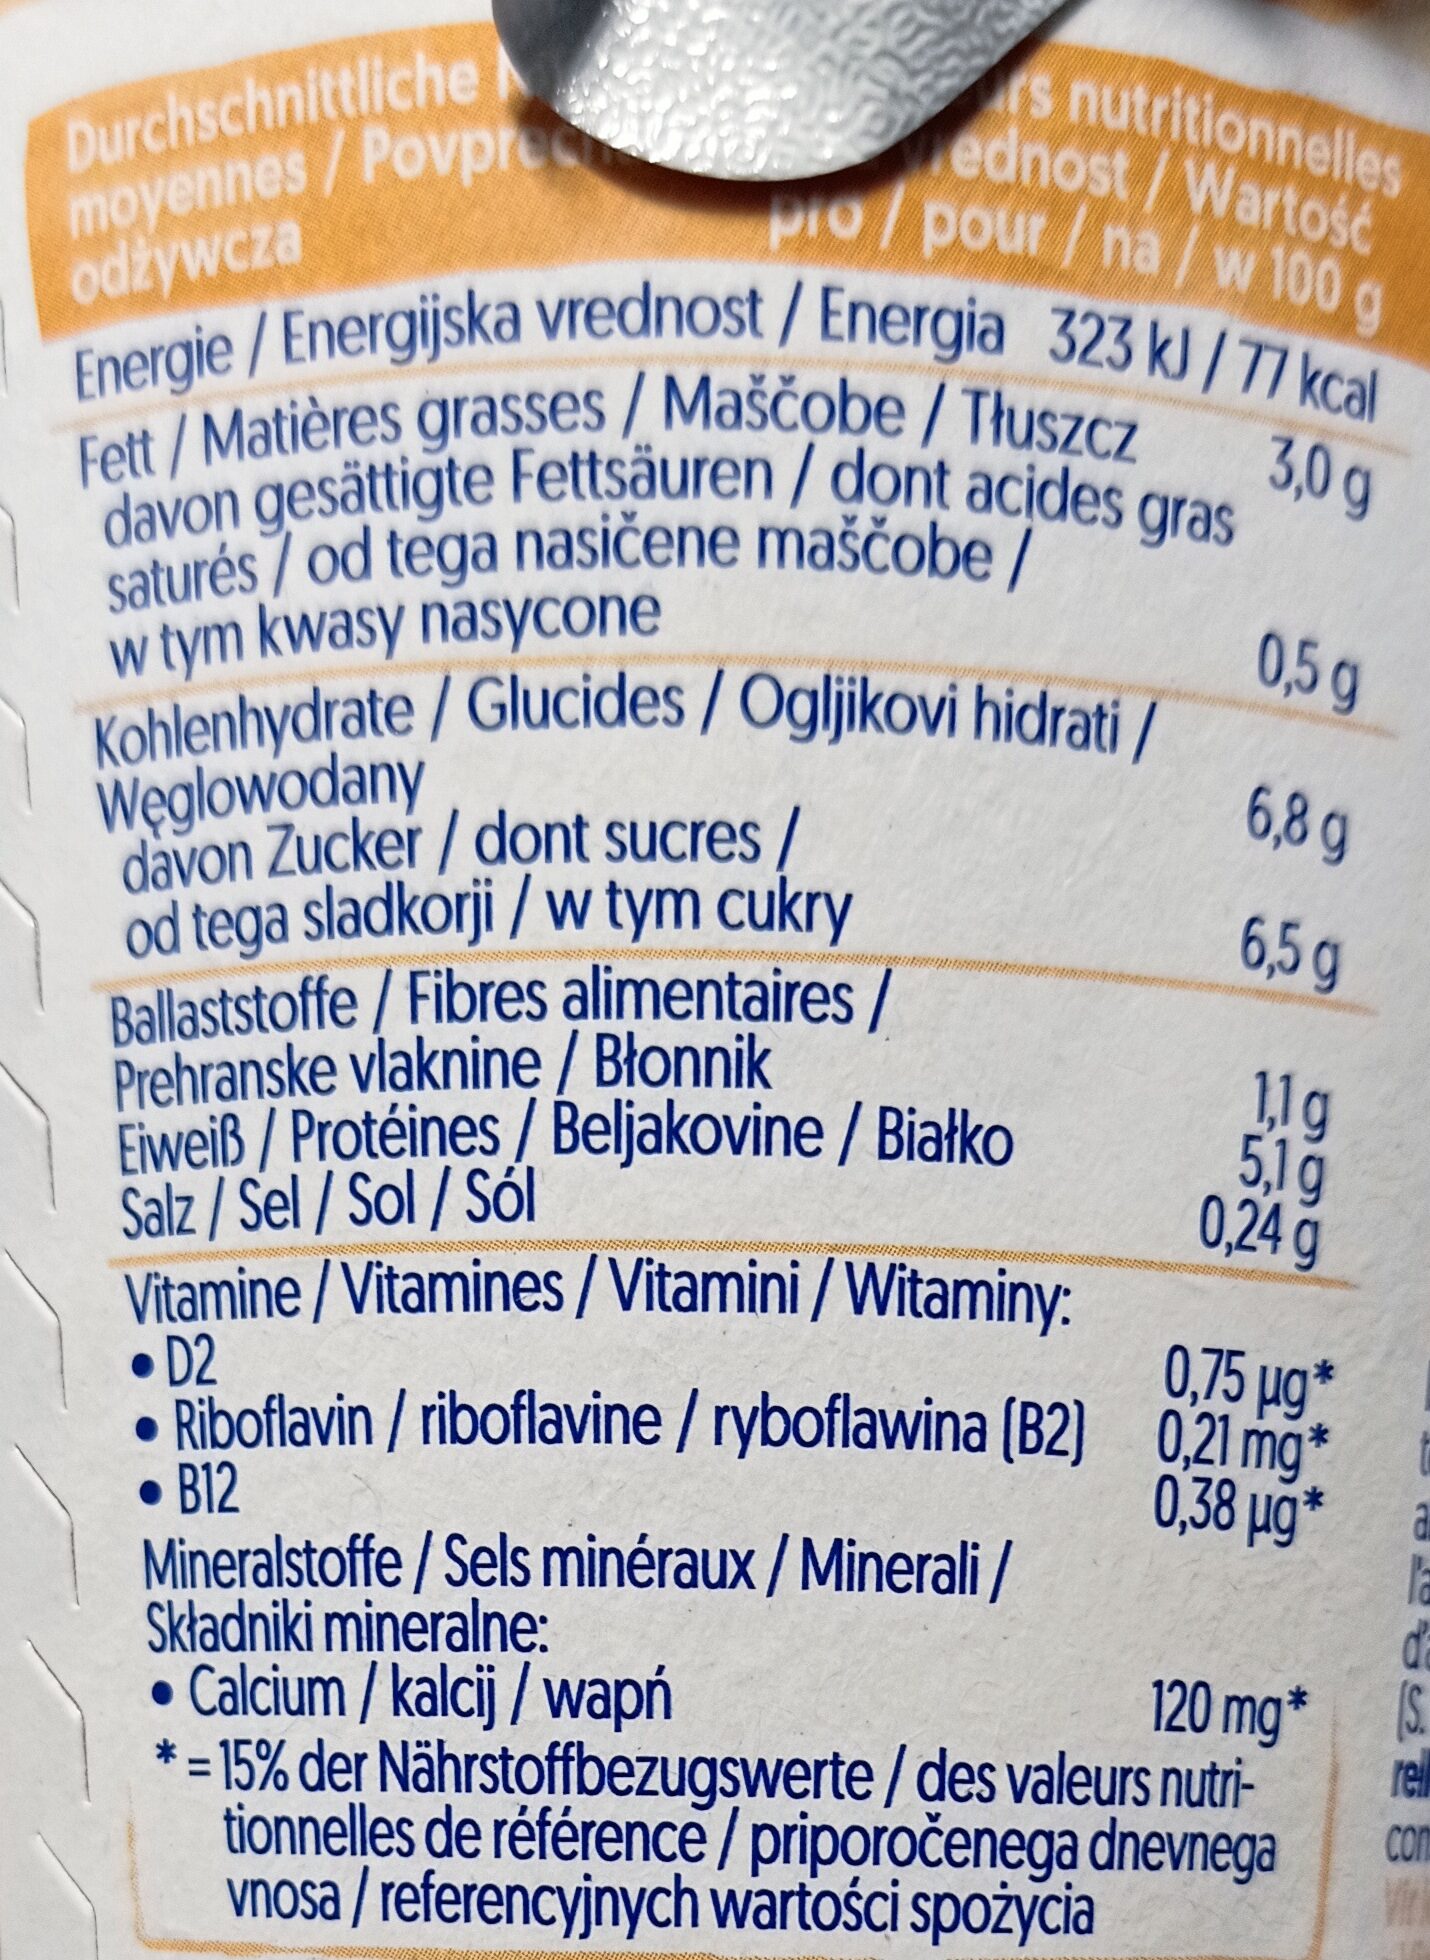 Durchschnittliche
rs nutritionnelles
moyennes /
vrednost / Wartość
odżywcza
pro / pour / na / w 100 g
Energie / Energijska vrednost / Energia 323 kJ / 77 kcal
Fett / Matières grasses / Maščobe / Tłuszcz 3,0 g
davon gesättigte Fettsäuren / dont acides gras
saturés / od tega nasičene maščobe /
w tym kwasy nasycone 0,5 g
Kohlenhydrate / Glucides / Ogljikovi hidrati /
Węglowodany 6,8 g
davon Zucker / dont sucres /
od tega sladkorji / w tym cukry 6,5 g
Ballaststoffe / Fibres alimentaires /
Prehranske vlaknine / Błonnik 1,1 g
Eiweiß / Protéines / Beljakovine / Białko 5,1 g
Salz / Sel / Sol / Sól 0,24 g
Vitamine / Vitamines / Vitamini / Witaminy:
• D2 0,75 µg*
• Riboflavin / riboflavine / ryboflawina (B2) 0,21 mg*
• B12 0,38 µg*
Mineralstoffe / Sels minéraux / Minerali /
Składniki mineralne:
• Calcium / kalcij / wapń 120 mg*
* = 15% der Nährstoffbezugswerte / des valeurs nutri-
tionnelles de référence / priporočenega dnevnega
vnosa / referencyjnych wartości spożycia